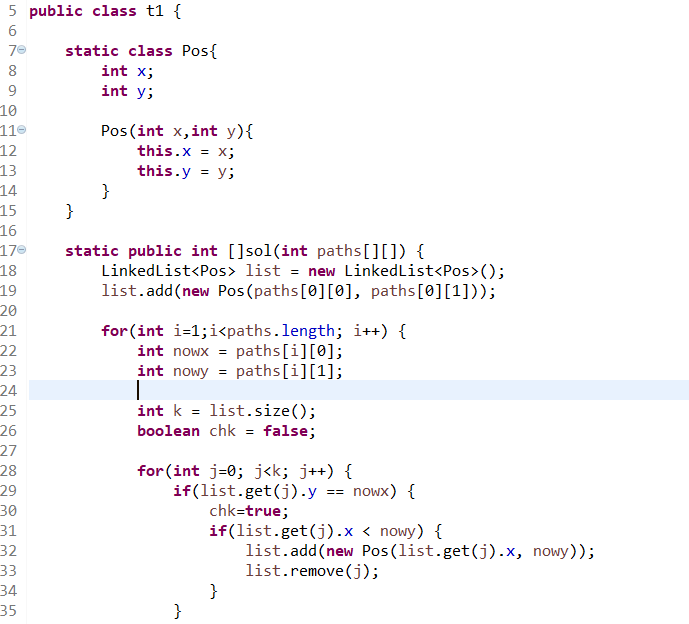 5 public class t1 {
6
7 static class Pos{
8 int x;
9 int y;
10
11 Pos(int x,int y){
12 this.x = x;
13 this.y = y;
14 }
15 }
16
17 static public int []sol(int paths[][]) {
18 LinkedList<Pos> list = new LinkedList<Pos>();
19 list.add(new Pos(paths[0][0], paths[0][1]));
20
21 for(int i=1;i<paths.length; i++) {
22 int nowx = paths[i][0];
23 int nowy = paths[i][1];
24
25 int k = list.size();
26 boolean chk = false;
27
28 for(int j=0; j<k; j++) {
29 if(list.get(j).y == nowx) {
30 chk=true;
31 if(list.get(j).x < nowy) {
32 list.add(new Pos(list.get(j).x, nowy));
33 list.remove(j);
34 }
35 }